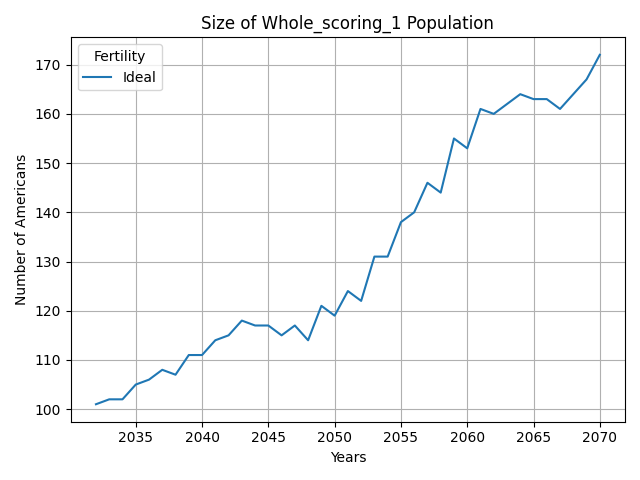 Size of Whole_scoring_1 Population
Fertility
Ideal
Number of Americans
170
160
150
140
130
120
110
100
2035 2040 2045 2050 2055 2060 2065 2070
Years